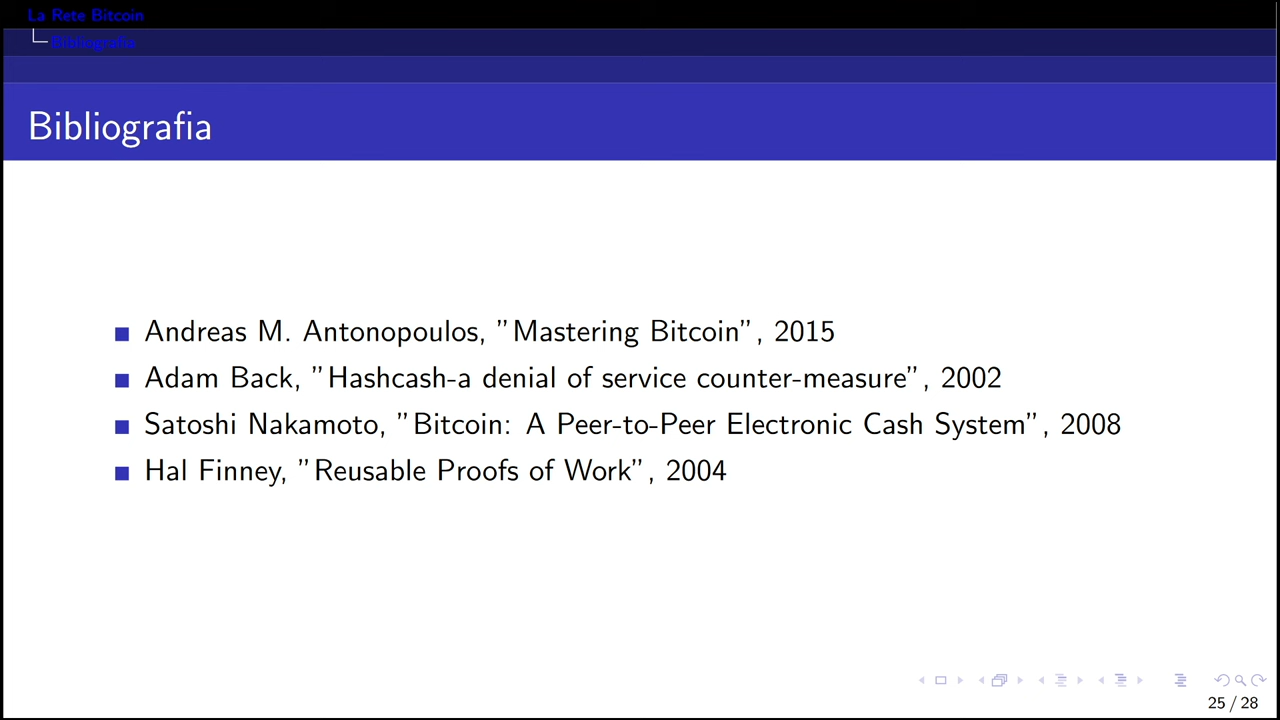 La Rete Bitcoin
Bibliografia
Bibliografia
Andreas M. Antonopoulos, ”Mastering Bitcoin”, 2015
Adam Back, ”Hashcash-a denial of service counter-measure”, 2002
Satoshi Nakamoto, ”Bitcoin: A Peer-to-Peer Electronic Cash System”, 2008
Hal Finney, ”Reusable Proofs of Work”, 2004
25 / 28